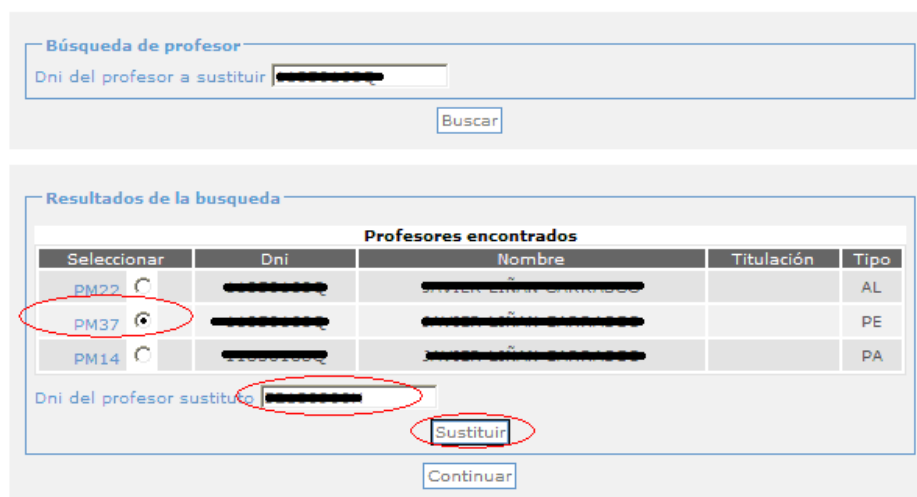 Búsqueda de profesor
Dni del profesor a sustituir
Buscar
Resultados de la busqueda
Profesores encontrados
Seleccionar Dni Nombre Titulación Tipo
PM22 AL
PM37 PE
PM14 PA
Dni del profesor sustituto
Sustituir
Continuar